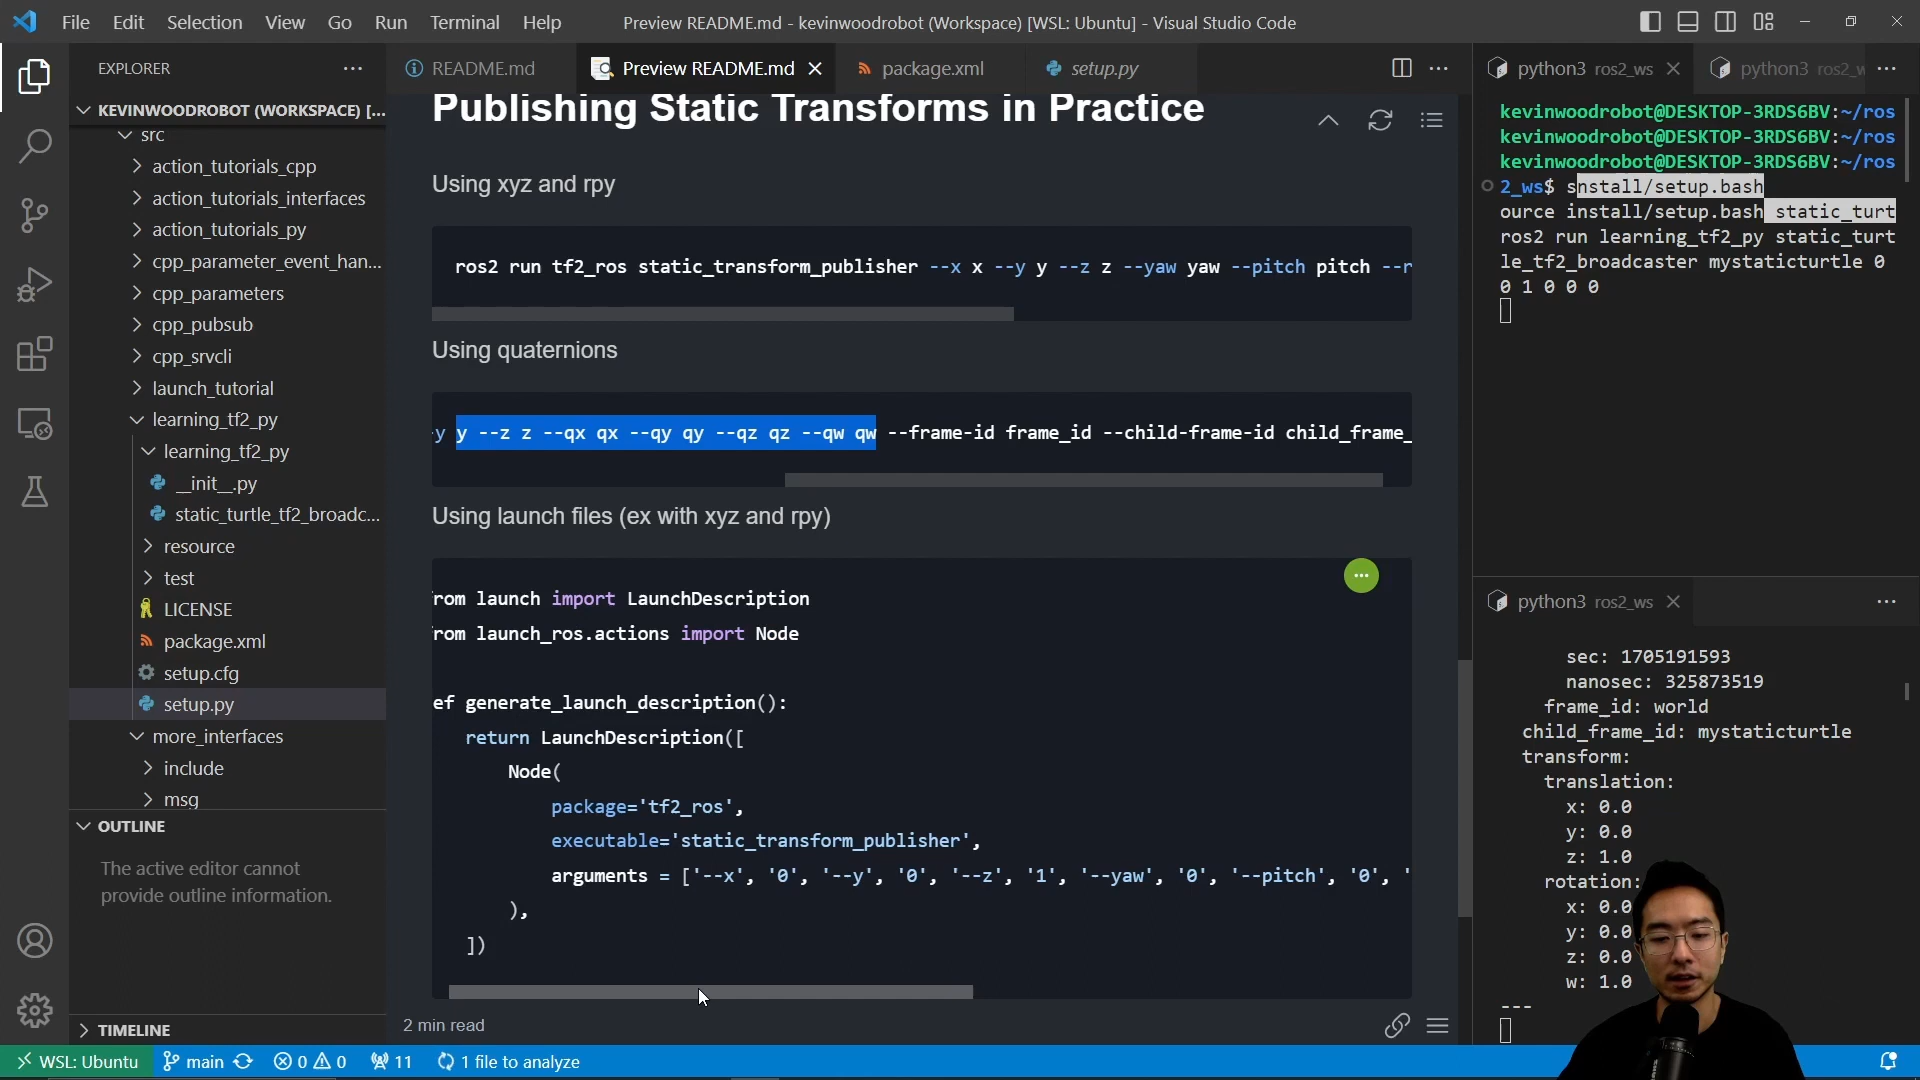 File Edit Selection View Go Run Terminal Help
Preview README.md - kevinwoodrobot (Workspace) [WSL: Ubuntu] - Visual Studio Code
EXPLORER
KEVINWOODROBOT (WORKSPACE) [...
src
action_tutorials_cpp
action_tutorials_interfaces
action_tutorials_py
cpp_parameter_event_han...
cpp_parameters
cpp_pubsub
cpp_srvcli
launch_tutorial
learning_tf2_py
learning_tf2_py
__init__.py
static_turtle_tf2_broadc...
resource
test
LICENSE
package.xml
setup.cfg
setup.py
more_interfaces
include
msg
OUTLINE
The active editor cannot
provide outline information.
TIMELINE
README.md
Preview README.md
package.xml
setup.py
Publishing Static Transforms in Practice
Using xyz and rpy
ros2 run tf2_ros static_transform_publisher --x x --y y --z z --yaw yaw --pitch pitch --r
Using quaternions
y y --z z --qx qx --qy qy --qz qz --qw qw --frame-id frame_id --child-frame-id child_frame_
Using launch files (ex with xyz and rpy)
rom launch import LaunchDescription
rom launch_ros.actions import Node
ef generate_launch_description():
return LaunchDescription([
Node(
package='tf2_ros',
executable='static_transform_publisher',
arguments = ['--x', '0', '--y', '0', '--z', '1', '--yaw', '0', '--pitch', '0', '
),
])
2 min read
python3 ros2_ws
python3 ros2_w
kevinwoodrobot@DESKTOP-3RDS6BV:~/ros
kevinwoodrobot@DESKTOP-3RDS6BV:~/ros
kevinwoodrobot@DESKTOP-3RDS6BV:~/ros
2_ws$ snstall/setup.bash
ource install/setup.bash static_turt
ros2 run learning_tf2_py static_turt
le_tf2_broadcaster mystaticturtle 0
0 1 0 0 0
python3 ros2_ws
sec: 1705191593
nanosec: 325873519
frame_id: world
child_frame_id: mystaticturtle
transform:
translation:
x: 0.0
y: 0.0
z: 1.0
rotation:
x: 0.0
y: 0.0
z: 0.0
w: 1.0
---
WSL: Ubuntu main 0 0 11 1 file to analyze